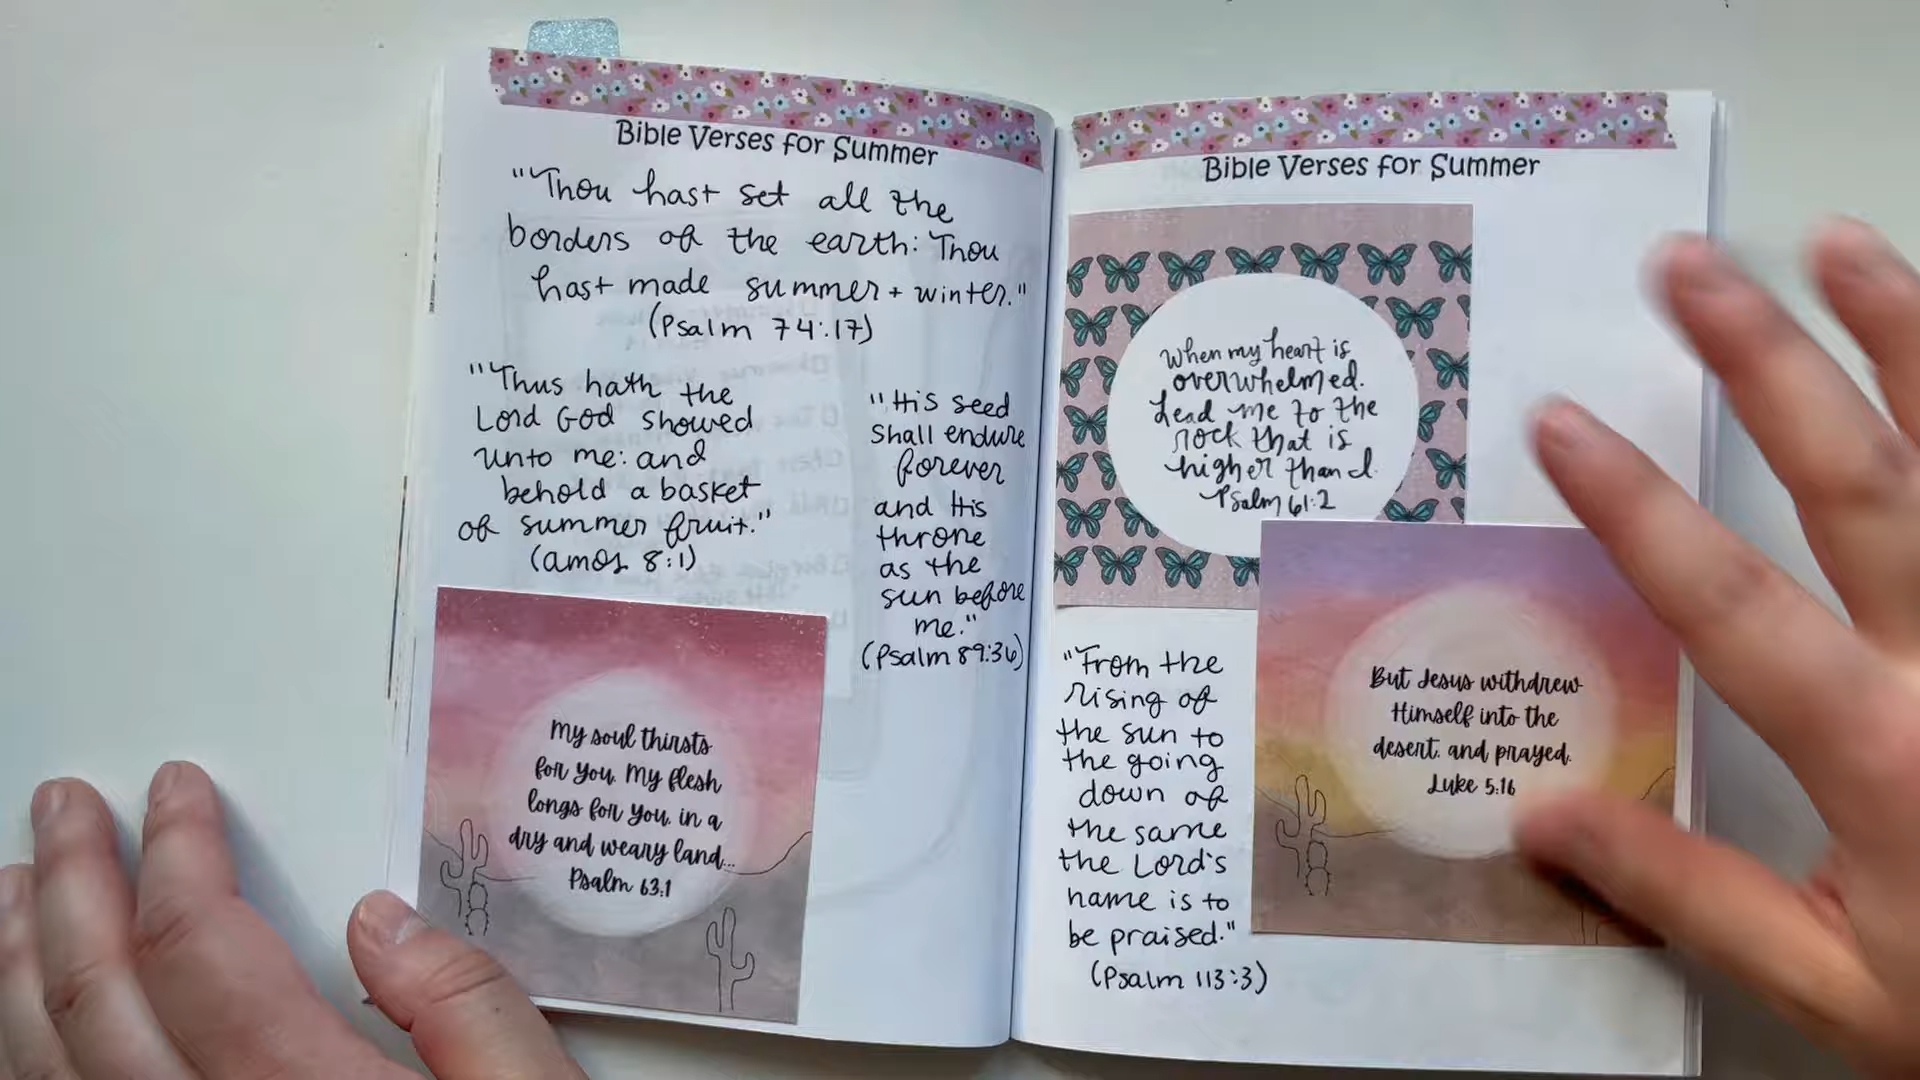 Bible Verses for Summer
"Thou hast set all the
borders of the earth: Thou
hast made summer + winter."
(Psalm 74:17)
"Thus hath the
Lord God showed
unto me: and
behold a basket
of summer fruit."
(amos 8:1)
"His seed
shall endure
forever
and His
throne
as the
sun before
me."
(Psalm 89:36)
My soul thirsts
for You, My flesh
longs for You, in a
dry and weary land...
Psalm 63:1
Bible Verses for Summer
When my heart is
overwhelmed.
Lead me to the
rock that is
higher than I.
Psalm 61:2
"From the
rising of
the sun to
the going
down of
the same
the Lord's
name is to
be praised."
(Psalm 113:3)
But Jesus withdrew
Himself into the
desert, and prayed.
Luke 5:16